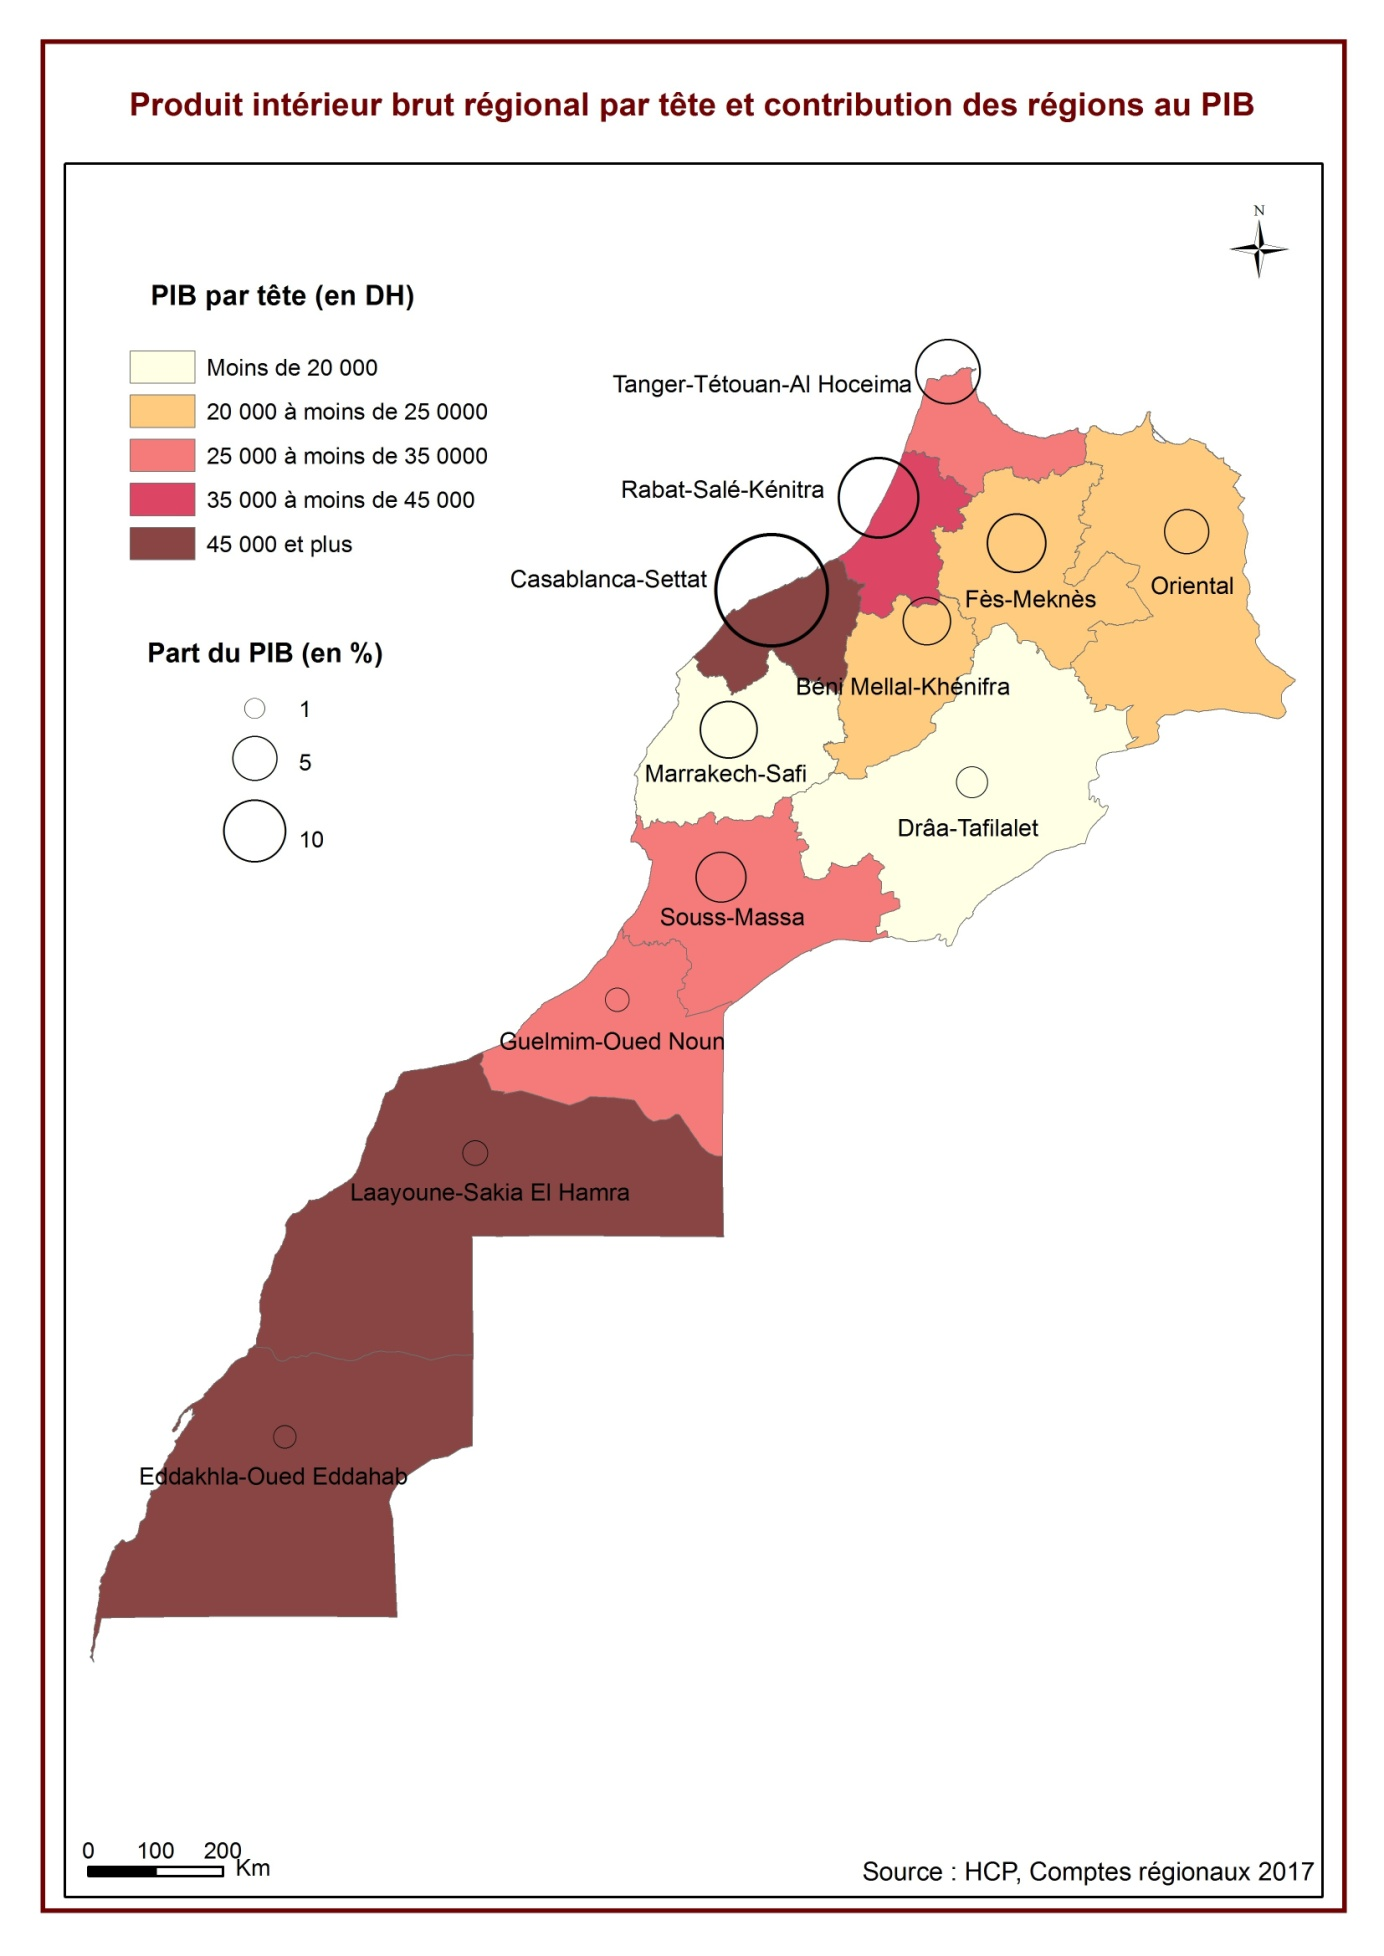 Produit intérieur brut régional par tête et contribution des régions au PIB
N
PIB par tête (en DH)
Moins de 20 000
20 000 à moins de 25 0000
25 000 à moins de 35 0000
35 000 à moins de 45 000
45 000 et plus
Part du PIB (en %)
1
5
10
Tanger-Tétouan-Al Hoceima
Rabat-Salé-Kénitra
Casablanca-Settat
Fès-Meknès
Oriental
Béni Mellal-Khénifra
Marrakech-Safi
Drâa-Tafilalet
Souss-Massa
Guelmim-Oued Noun
Laayoune-Sakia El Hamra
Eddakhla-Oued Eddahab
0 100 200
Km
Source : HCP, Comptes régionaux 2017